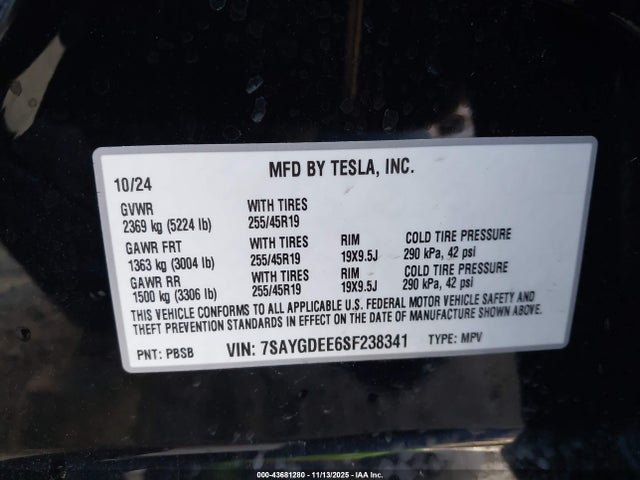 MFD BY TESLA, INC.
10/24
GVWR WITH TIRES
2369 kg (5224 lb) 255/45R19
GAWR FRT WITH TIRES RIM COLD TIRE PRESSURE
1363 kg (3004 lb) 255/45R19 19X9.5J 290 kPa, 42 psi
GAWR RR WITH TIRES RIM COLD TIRE PRESSURE
1500 kg (3306 lb) 255/45R19 19X9.5J 290 kPa, 42 psi
THIS VEHICLE CONFORMS TO ALL APPLICABLE U.S. FEDERAL MOTOR VEHICLE SAFETY AND
THEFT PREVENTION STANDARDS IN EFFECT ON THE DATE OF MANUFACTURE SHOWN ABOVE.
PNT: PBSB VIN: 7SAYGDEE6SF238341 TYPE: MPV
000-43681280 - 11/13/2025 - IAA Inc.